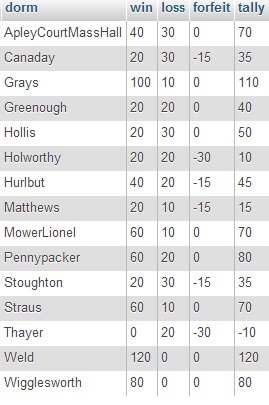 dorm win loss forfeit tally
ApleyCourtMassHall 40 30 0 70
Canaday 20 30 -15 35
Grays 100 10 0 110
Greenough 20 20 0 40
Hollis 20 30 0 50
Holworthy 20 20 -30 10
Hurlbut 40 20 -15 45
Matthews 20 10 -15 15
MowerLionel 60 10 0 70
Pennypacker 60 20 0 80
Stoughton 20 30 -15 35
Straus 60 10 0 70
Thayer 0 20 -30 -10
Weld 120 0 0 120
Wigglesworth 80 0 0 80